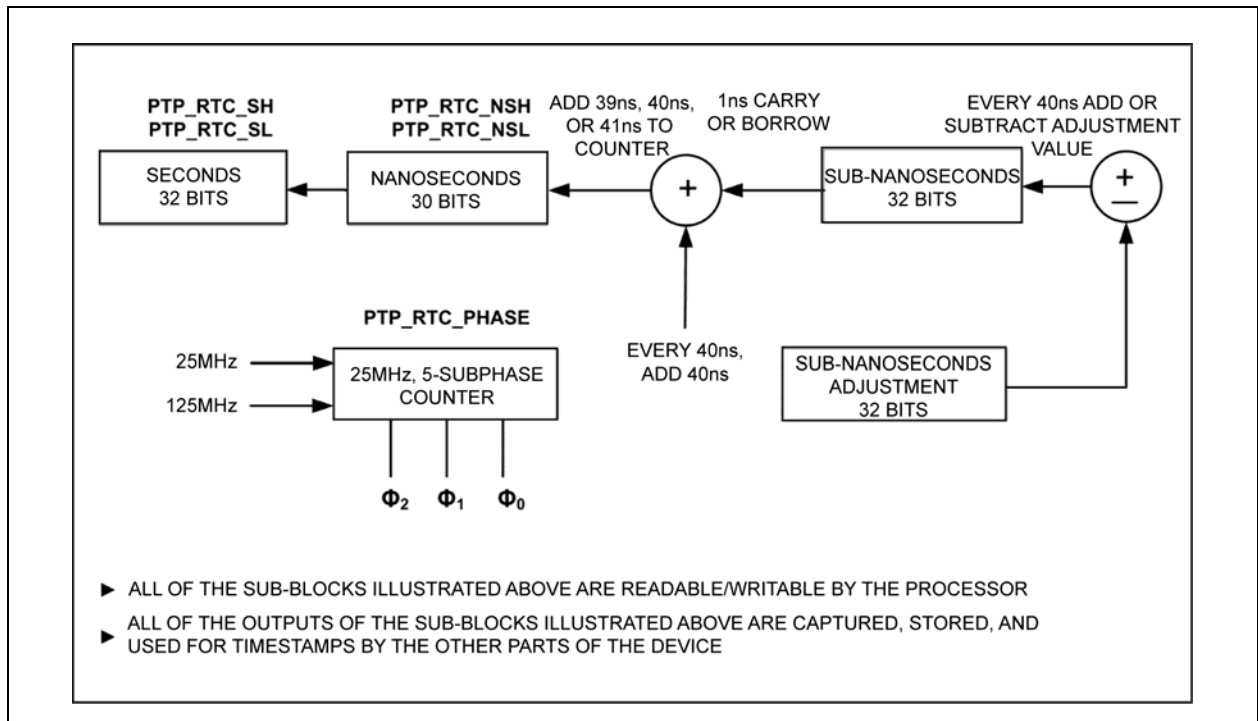 PTP_RTC_SH
PTP_RTC_SL
SECONDS
32 BITS
PTP_RTC_NSH
PTP_RTC_NSL
NANOSECONDS
30 BITS
ADD 39ns, 40ns,
OR 41ns TO
COUNTER
+
1ns CARRY
OR BORROW
SUB-NANOSECONDS
32 BITS
EVERY 40ns ADD OR
SUBTRACT ADJUSTMENT
VALUE
+
–
PTP_RTC_PHASE
25MHz
125MHz
25MHz, 5-SUBPHASE
COUNTER
Φ2 Φ1 Φ0
EVERY 40ns,
ADD 40ns
SUB-NANOSECONDS
ADJUSTMENT
32 BITS
► ALL OF THE SUB-BLOCKS ILLUSTRATED ABOVE ARE READABLE/WRITABLE BY THE PROCESSOR
► ALL OF THE OUTPUTS OF THE SUB-BLOCKS ILLUSTRATED ABOVE ARE CAPTURED, STORED, AND
USED FOR TIMESTAMPS BY THE OTHER PARTS OF THE DEVICE